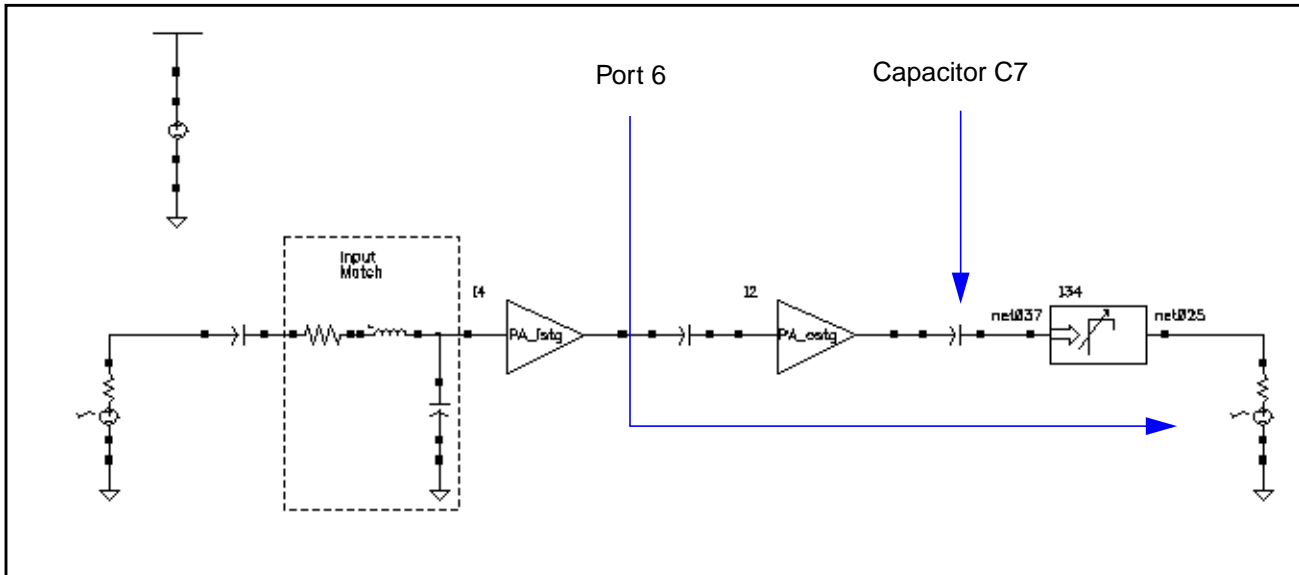 Port 6
Capacitor C7
Input
Match
I4
PA_fstg
I2
PA_ostg
net037
I34
net025